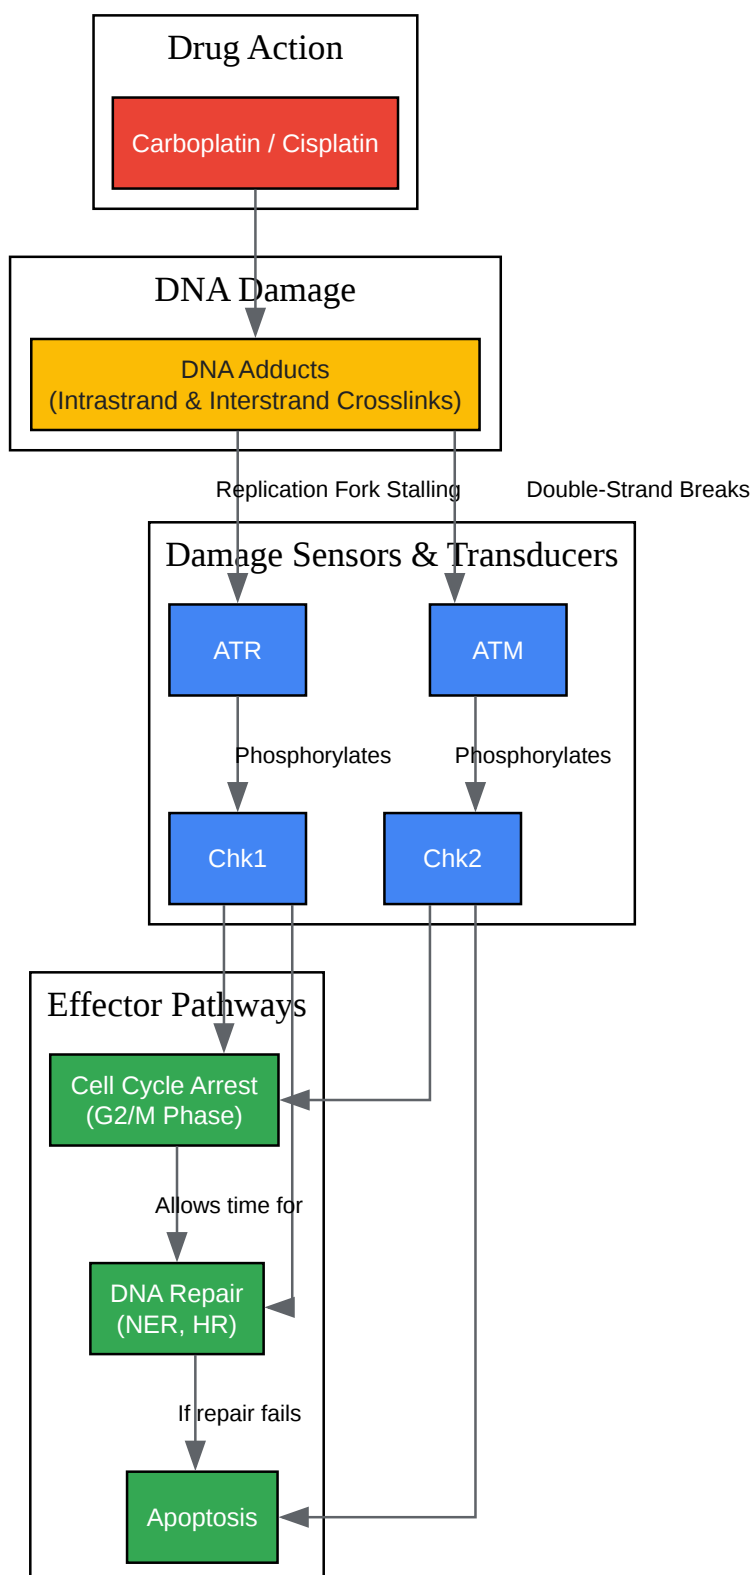 Drug Action
Carboplatin / Cisplatin
DNA Damage
DNA Adducts
(Intrastrand & Interstrand Crosslinks)
Replication Fork Stalling
Double-Strand Breaks
Damage Sensors & Transducers
ATR
ATM
Phosphorylates
Phosphorylates
Chk1
Chk2
Effector Pathways
Cell Cycle Arrest
(G2/M Phase)
Allows time for
DNA Repair
(NER, HR)
If repair fails
Apoptosis